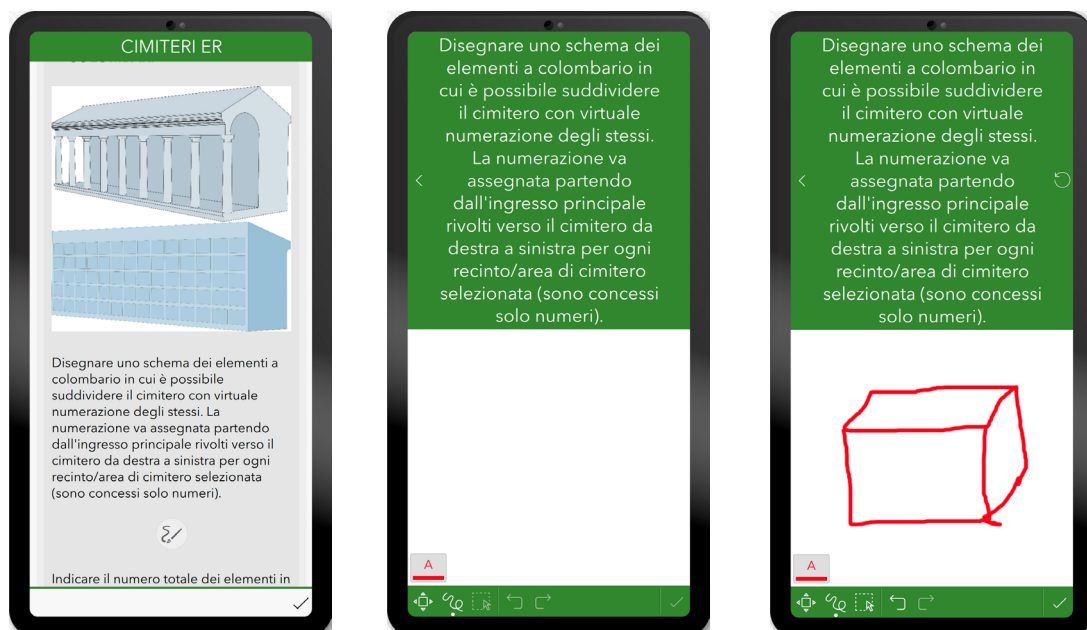 CIMITERI ER
Disegnare uno schema dei elementi a
colombario in cui è possibile
suddividere il cimitero con virtuale
numerazione degli stessi. La
numerazione va assegnata partendo
dall'ingresso principale rivolti verso il
cimitero da destra a sinistra per ogni
recinto/area di cimitero selezionata
(sono concessi solo numeri).
Indicare il numero totale dei elementi in
Disegnare uno schema dei
elementi a colombario in
cui è possibile suddividere
il cimitero con virtuale
numerazione degli stessi.
La numerazione va
assegnata partendo
dall'ingresso principale
rivolti verso il cimitero da
destra a sinistra per ogni
recinto/area di cimitero
selezionata (sono concessi
solo numeri).
A
Disegnare uno schema dei
elementi a colombario in
cui è possibile suddividere
il cimitero con virtuale
numerazione degli stessi.
La numerazione va
assegnata partendo
dall'ingresso principale
rivolti verso il cimitero da
destra a sinistra per ogni
recinto/area di cimitero
selezionata (sono concessi
solo numeri).
A